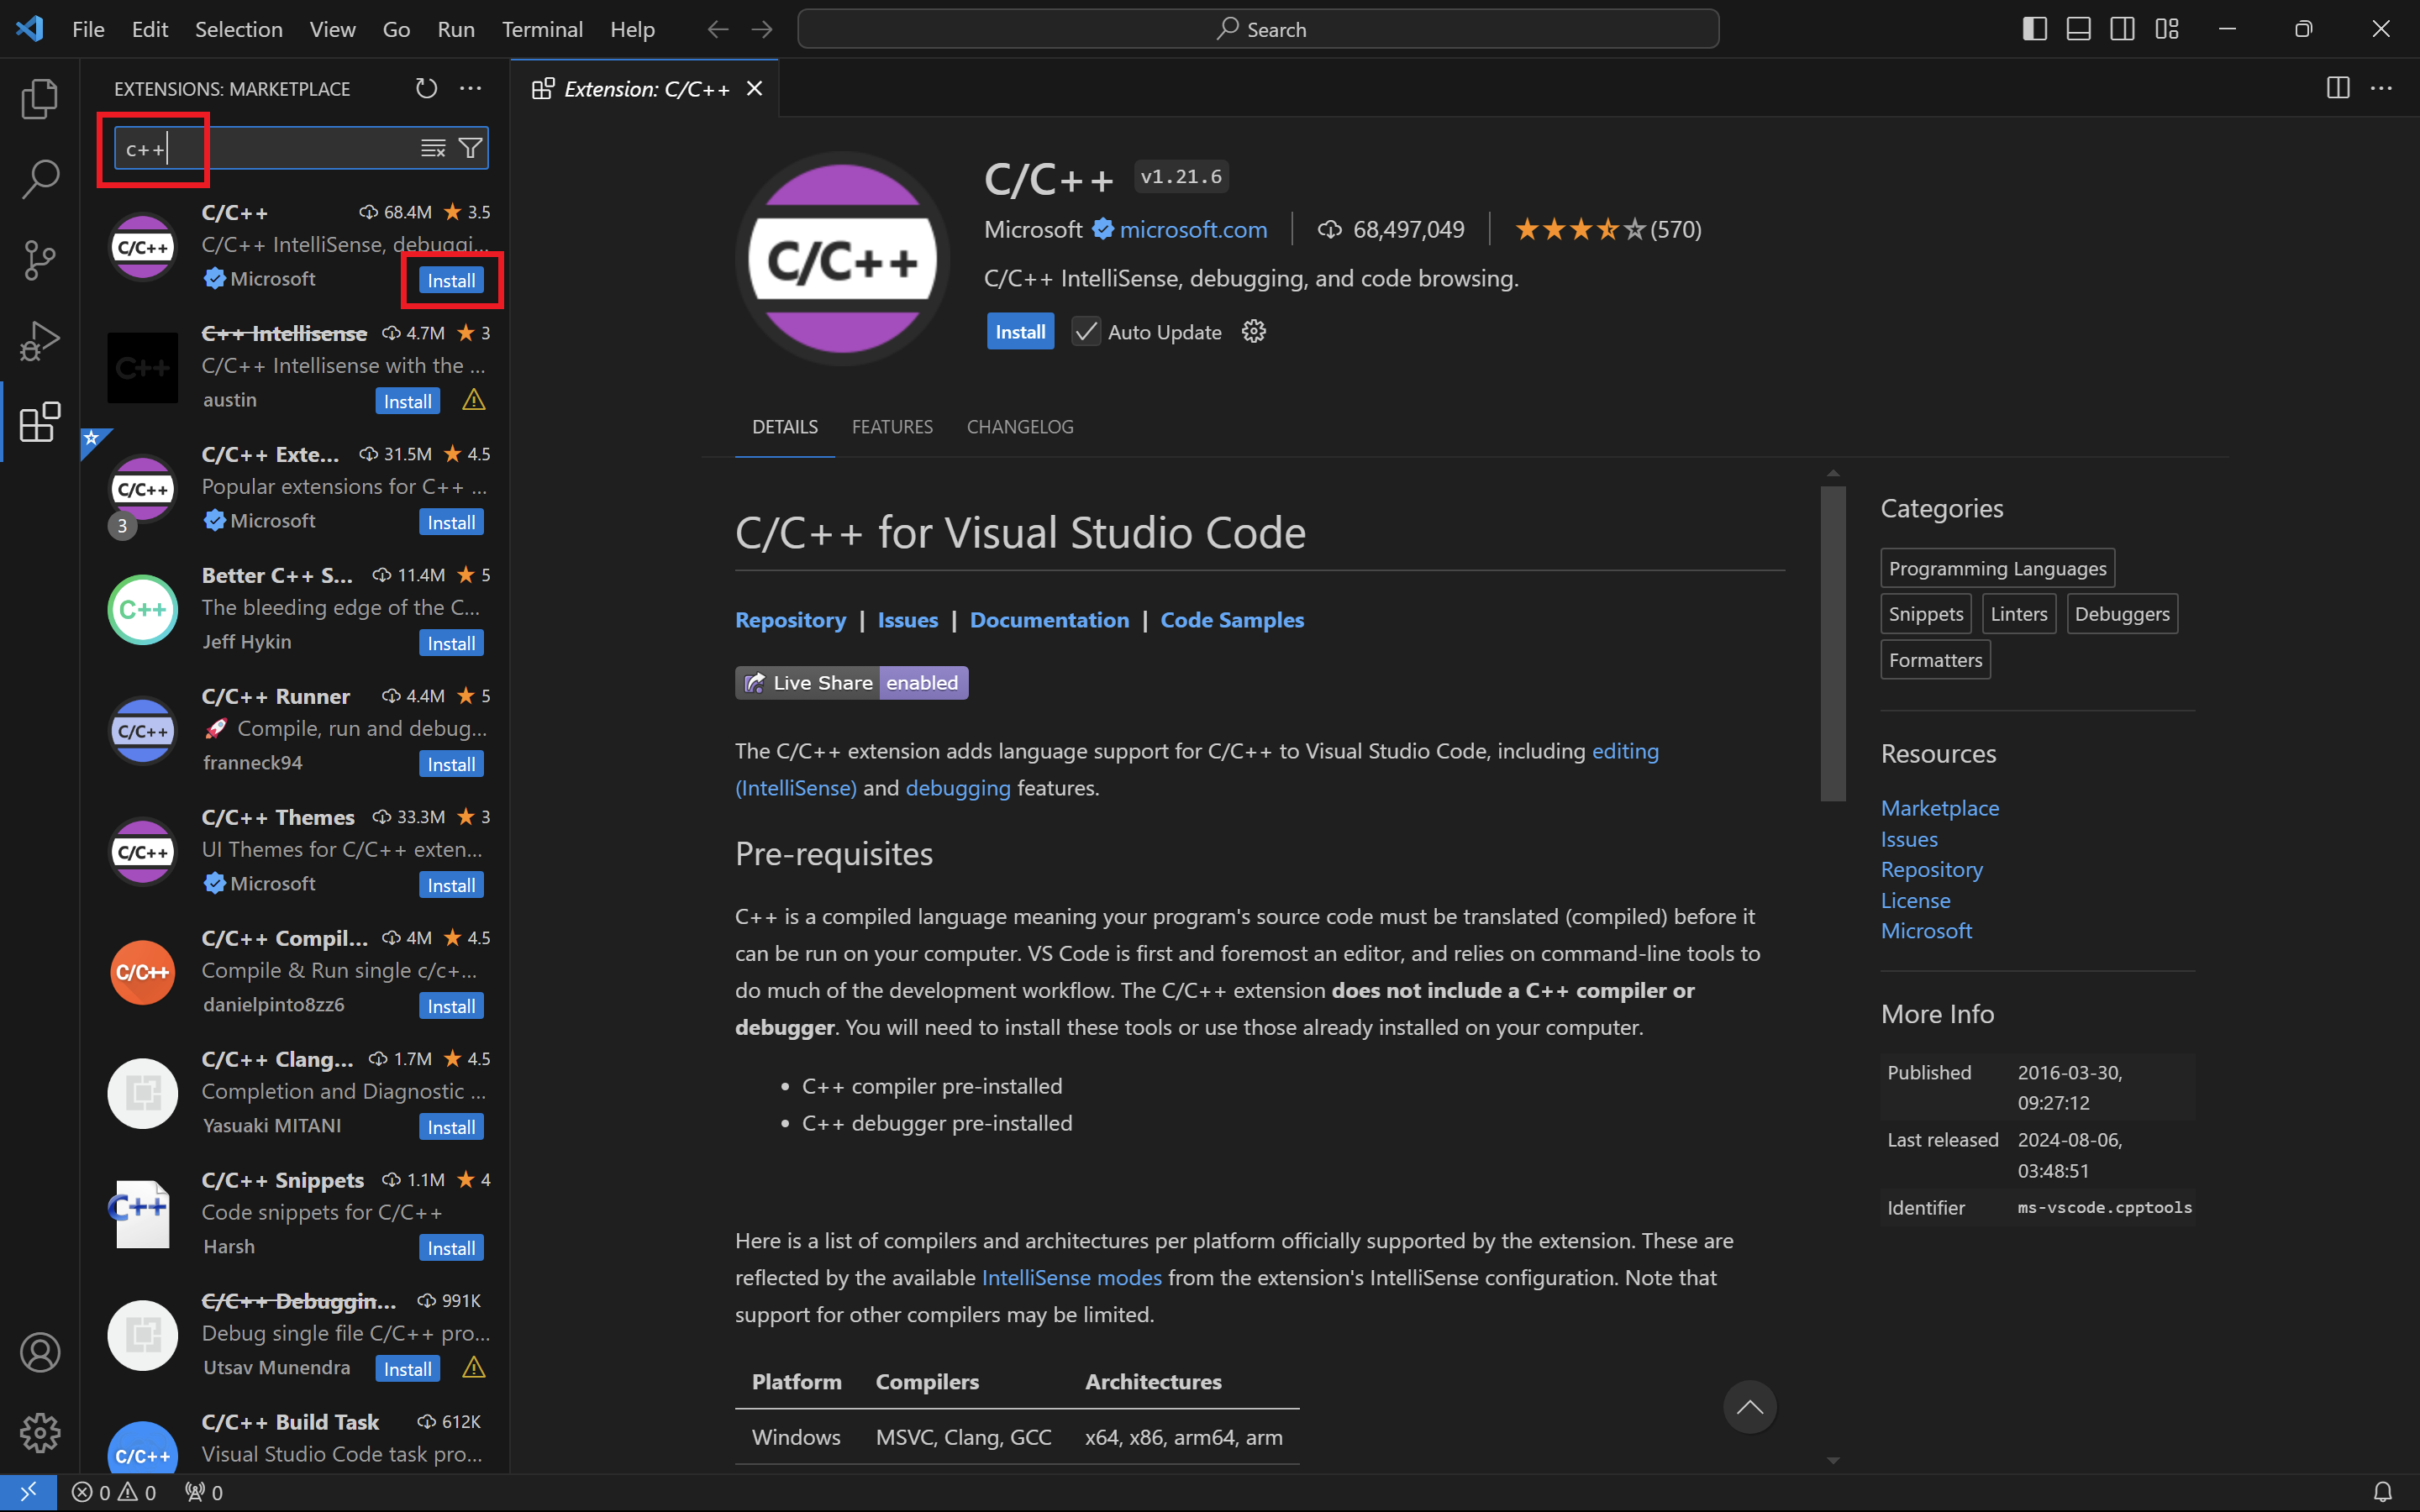 File Edit Selection View Go Run Terminal Help
Search
EXTENSIONS: MARKETPLACE
c++
C/C++ 68.4M 3.5
C/C++ IntelliSense, debuggi...
Microsoft Install
C/C++
C++ Intellisense 4.7M 3
C/C++ Intellisense with the ...
austin Install
C++
C/C++ Exte... 31.5M 4.5
Popular extensions for C++ ...
Microsoft Install
C/C++
3
Better C++ S... 11.4M 5
The bleeding edge of the C...
Jeff Hykin Install
C++
C/C++ Runner 4.4M 5
🚀 Compile, run and debug...
franneck94 Install
C/C++
C/C++ Themes 33.3M 3
UI Themes for C/C++ exten...
Microsoft Install
C/C++
C/C++ Compil... 4M 4.5
Compile & Run single c/c+...
danielpinto8zz6 Install
C/C++
C/C++ Clang... 1.7M 4.5
Completion and Diagnostic ...
Yasuaki MITANI Install
C/C++ Snippets 1.1M 4
Code snippets for C/C++
Harsh Install
C++
C/C++ Debuggin... 991K
Debug single file C/C++ pro...
Utsav Munendra Install
C/C++ Build Task 612K
Visual Studio Code task pro...
C/C++
Extension: C/C++
C/C++
C/C++ v1.21.6
Microsoft microsoft.com 68,497,049 (570)
C/C++ IntelliSense, debugging, and code browsing.
Install Auto Update
DETAILS FEATURES CHANGELOG
C/C++ for Visual Studio Code
Repository | Issues | Documentation | Code Samples
Live Share enabled
The C/C++ extension adds language support for C/C++ to Visual Studio Code, including editing
(IntelliSense) and debugging features.
Pre-requisites
C++ is a compiled language meaning your program's source code must be translated (compiled) before it
can be run on your computer. VS Code is first and foremost an editor, and relies on command-line tools to
do much of the development workflow. The C/C++ extension does not include a C++ compiler or
debugger. You will need to install these tools or use those already installed on your computer.
• C++ compiler pre-installed
• C++ debugger pre-installed
Here is a list of compilers and architectures per platform officially supported by the extension. These are
reflected by the available IntelliSense modes from the extension's IntelliSense configuration. Note that
support for other compilers may be limited.
Platform Compilers Architectures
Windows MSVC, Clang, GCC x64, x86, arm64, arm
Categories
Programming Languages
Snippets Linters Debuggers
Formatters
Resources
Marketplace
Issues
Repository
License
Microsoft
More Info
Published 2016-03-30,
09:27:12
Last released 2024-08-06,
03:48:51
Identifier ms-vscode.cpptools
0 0 0